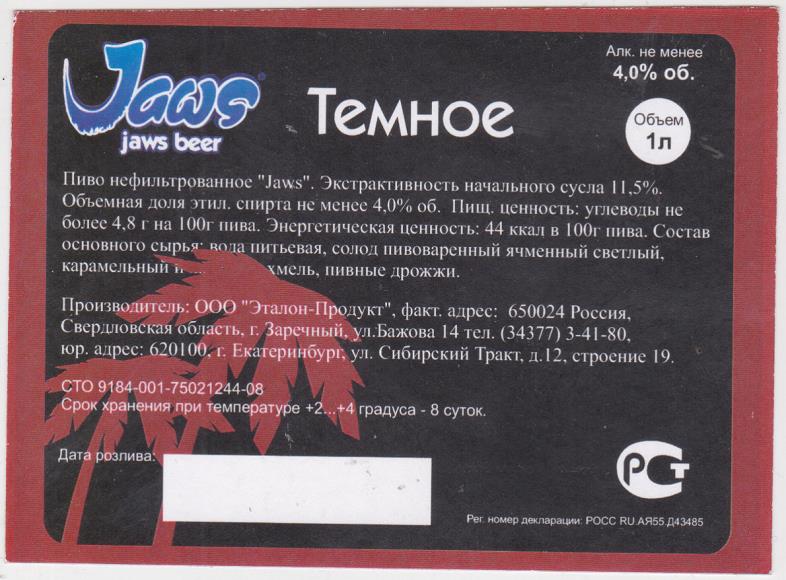 Jaws®
jaws beer
Темное
Алк. не менее
4,0% об.
Объем
1л
Пиво нефильтрованное "Jaws". Экстрактивность начального сусла 11,5%.
Объемная доля этил. спирта не менее 4,0% об. Пищ. ценность: углеводы не
более 4,8 г на 100г пива. Энергетическая ценность: 44 ккал в 100г пива. Состав
основного сырья: вода питьевая, солод пивоваренный ячменный светлый,
карамельный и хмель, пивные дрожжи.
Производитель: ООО "Эталон-Продукт", факт. адрес: 650024 Россия,
Свердловская область, г. Заречный, ул.Бажова 14 тел. (34377) 3-41-80,
юр. адрес: 620100, г. Екатеринбург, ул. Сибирский Тракт, д.12, строение 19.
СТО 9184-001-75021244-08
Срок хранения при температуре +2...+4 градуса - 8 суток.
Дата розлива:
РСТ
Рег. номер декларации: РОСС RU.АЯ55.Д43485